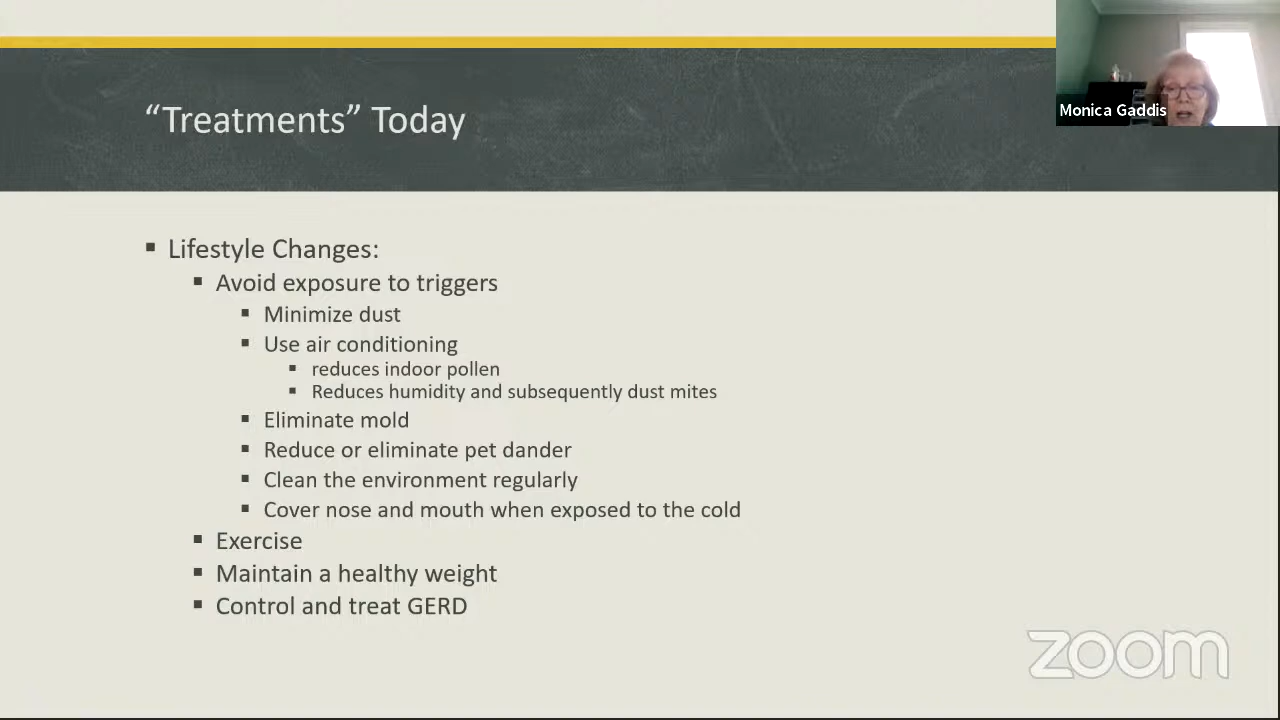 “Treatments” Today
Monica Gaddis
Lifestyle Changes:
Avoid exposure to triggers
Minimize dust
Use air conditioning
reduces indoor pollen
Reduces humidity and subsequently dust mites
Eliminate mold
Reduce or eliminate pet dander
Clean the environment regularly
Cover nose and mouth when exposed to the cold
Exercise
Maintain a healthy weight
Control and treat GERD
zoom